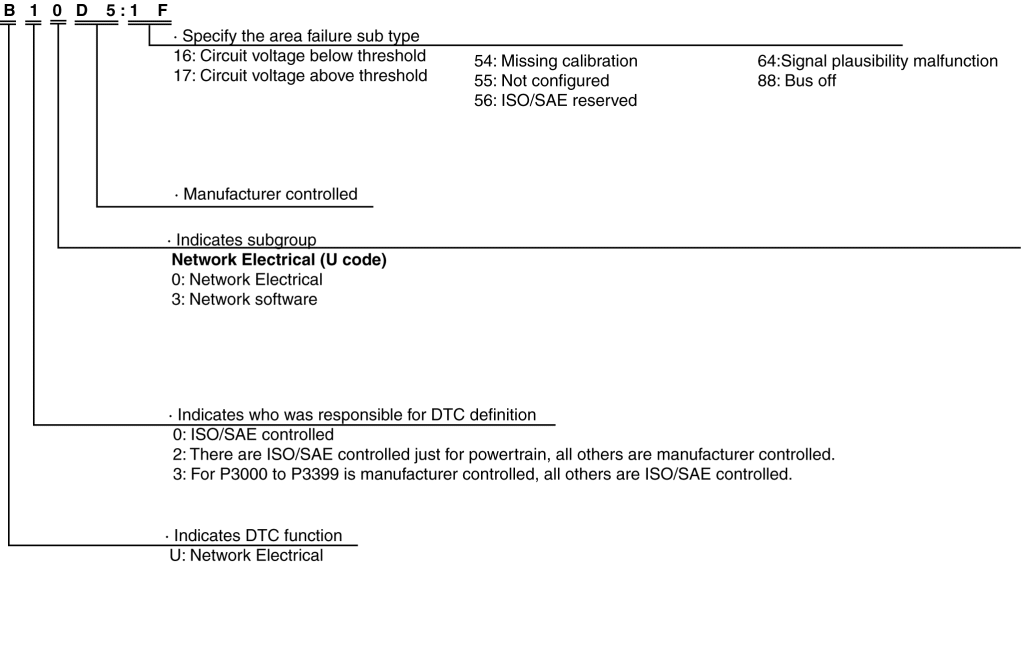 B 1 0 D 5 : 1 F
· Specify the area failure sub type
16: Circuit voltage below threshold
17: Circuit voltage above threshold
54: Missing calibration
55: Not configured
56: ISO/SAE reserved
64:Signal plausibility malfunction
88: Bus off
· Manufacturer controlled
· Indicates subgroup
Network Electrical (U code)
0: Network Electrical
3: Network software
· Indicates who was responsible for DTC definition
0: ISO/SAE controlled
2: There are ISO/SAE controlled just for powertrain, all others are manufacturer controlled.
3: For P3000 to P3399 is manufacturer controlled, all others are ISO/SAE controlled.
· Indicates DTC function
U: Network Electrical